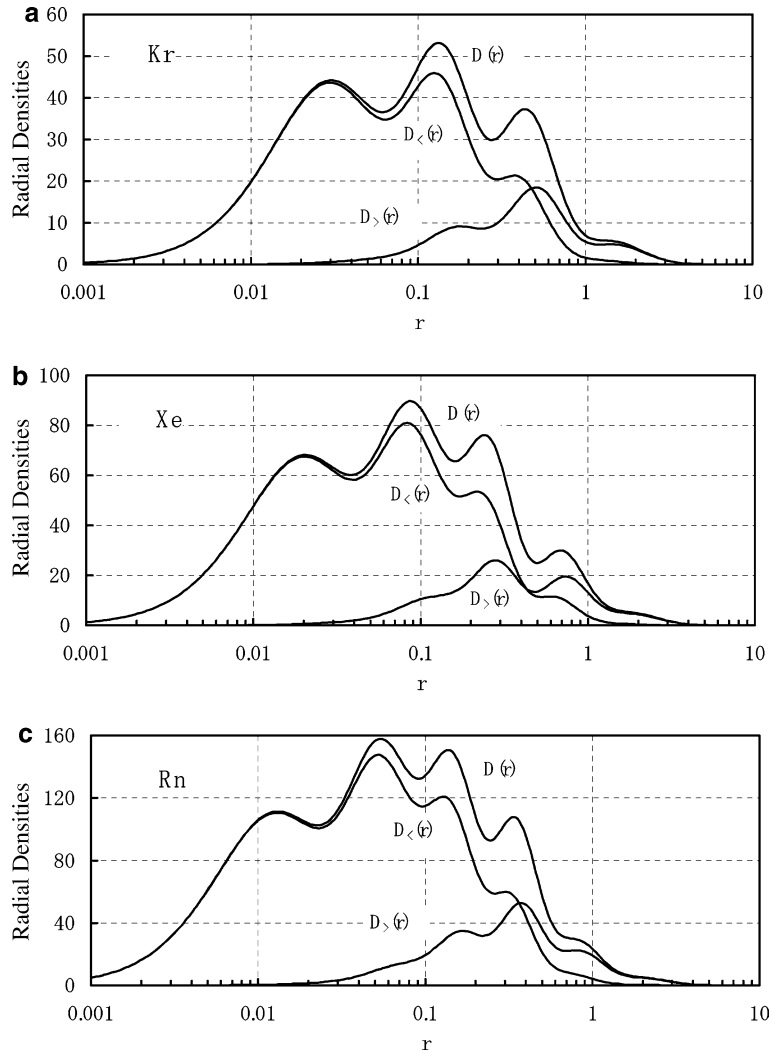 a
60
50
40
30
20
10
0
Radial Densities
Kr
D(r)
D<(r)
D>(r)
0.001 0.01 0.1 1 10
r
b
100
80
60
40
20
0
Radial Densities
Xe
D(r)
D<(r)
D>(r)
0.001 0.01 0.1 1 10
r
c
160
120
80
40
0
Radial Densities
Rn
D(r)
D<(r)
D>(r)
0.001 0.01 0.1 1 10
r